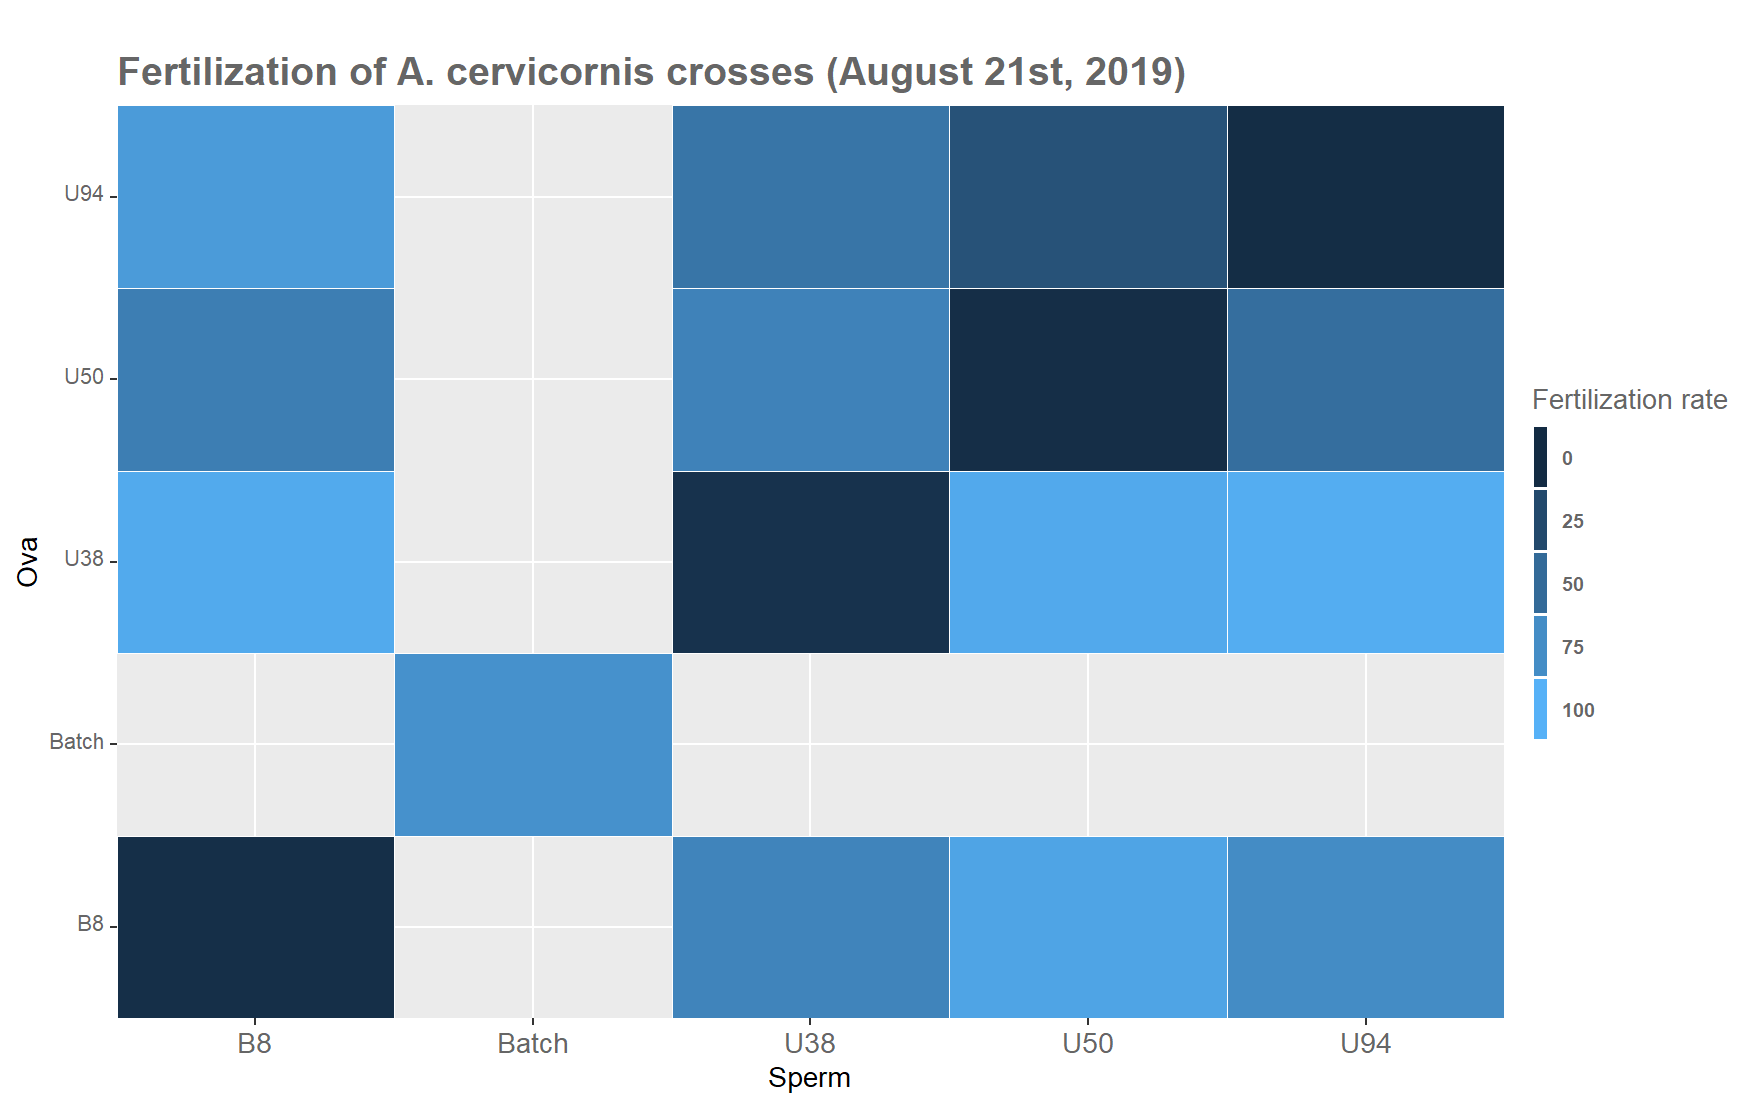 Fertilization of A. cervicornis crosses (August 21st, 2019)
U94
U50
U38
Batch
B8
Ova
B8
Batch
U38
U50
U94
Sperm
Fertilization rate
0
25
50
75
100